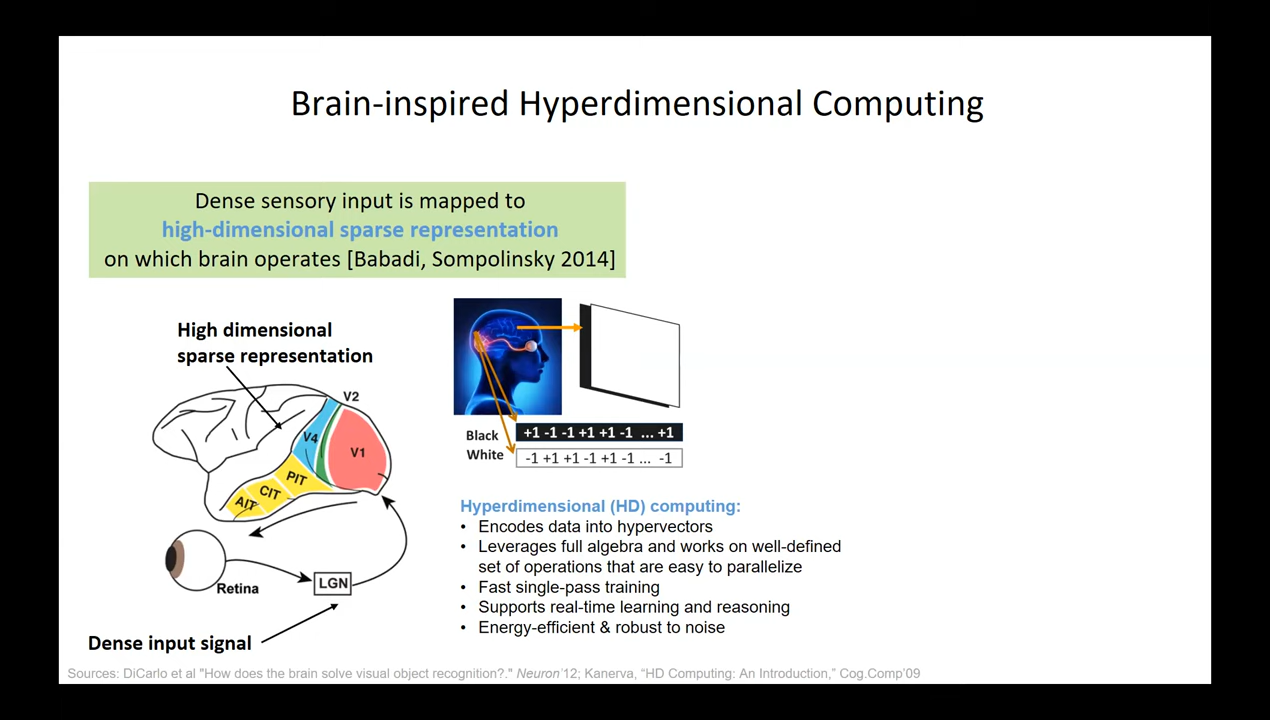 Brain-inspired Hyperdimensional Computing
Dense sensory input is mapped to
high-dimensional sparse representation
on which brain operates [Babadi, Sompolinsky 2014]
High dimensional
sparse representation
V2
V4
V1
PIT
CIT
AIT
Retina
LGN
Dense input signal
Black +1 -1 -1 +1 +1 -1 ... +1
White -1 +1 +1 -1 +1 -1 ... -1
Hyperdimensional (HD) computing:
• Encodes data into hypervectors
• Leverages full algebra and works on well-defined
set of operations that are easy to parallelize
• Fast single-pass training
• Supports real-time learning and reasoning
• Energy-efficient & robust to noise
Sources: DiCarlo et al "How does the brain solve visual object recognition?." Neuron'12; Kanerva, "HD Computing: An Introduction," Cog.Comp'09